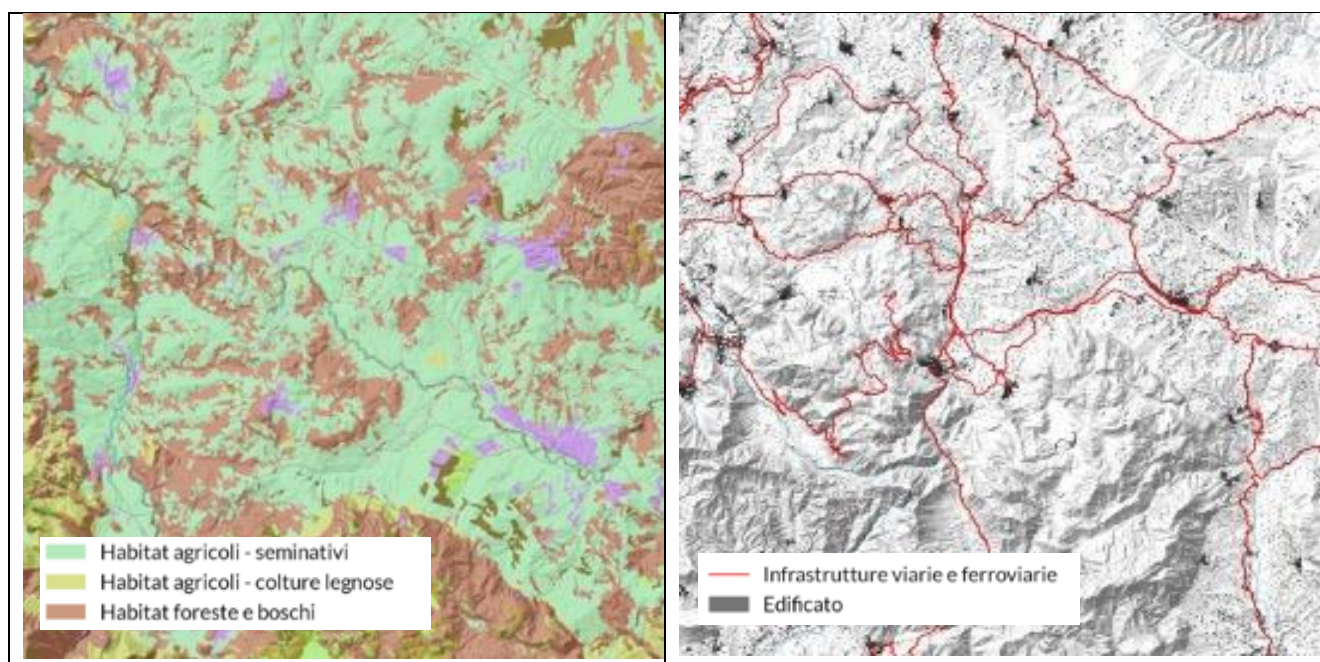 Habitat agricoli - seminativi
Habitat agricoli - colture legnose
Habitat foreste e boschi
Infrastrutture viarie e ferroviarie
Edificato